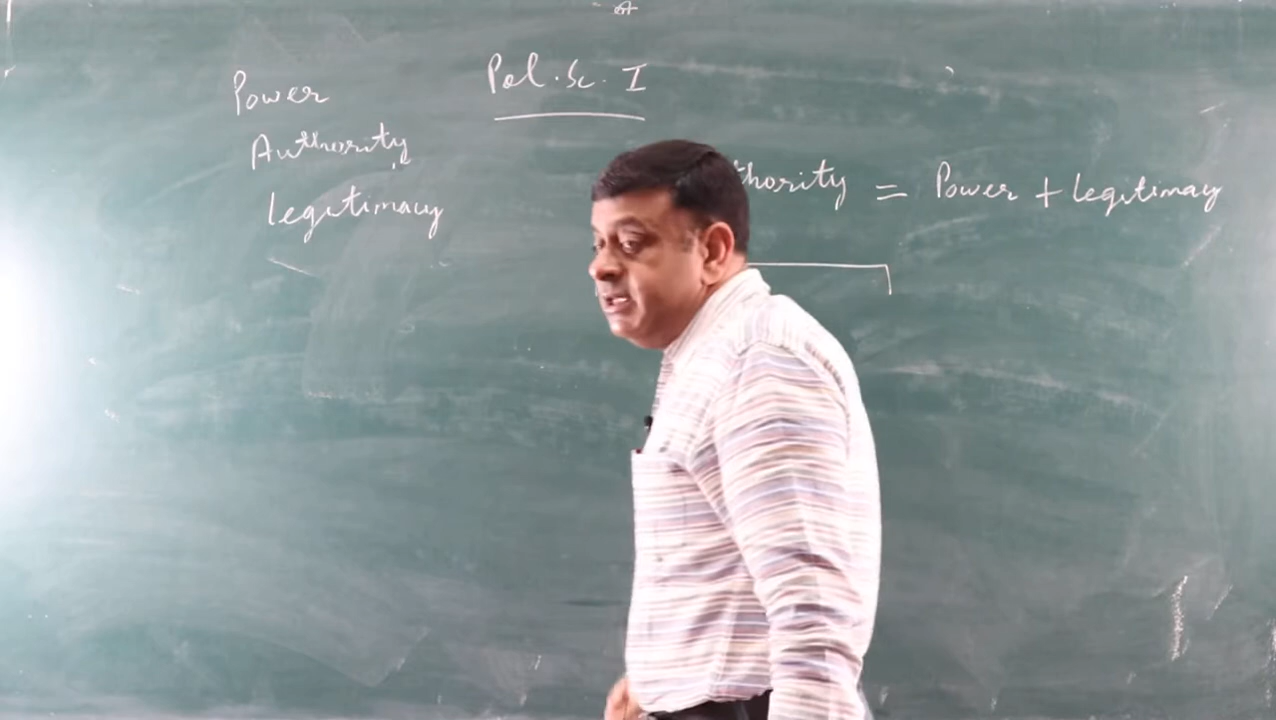 Pol. Sc. I
Power
Authority
legitimacy
thority = Power + legitimacy